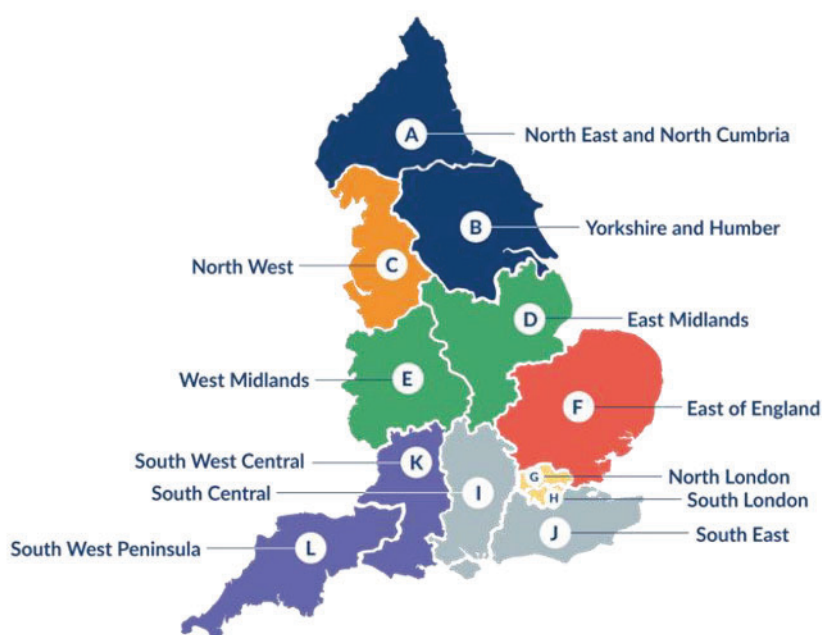 A North East and North Cumbria
B Yorkshire and Humber
North West C
D East Midlands
West Midlands E
F East of England
South West Central K
G North London
South Central I
H South London
J South East
South West Peninsula L